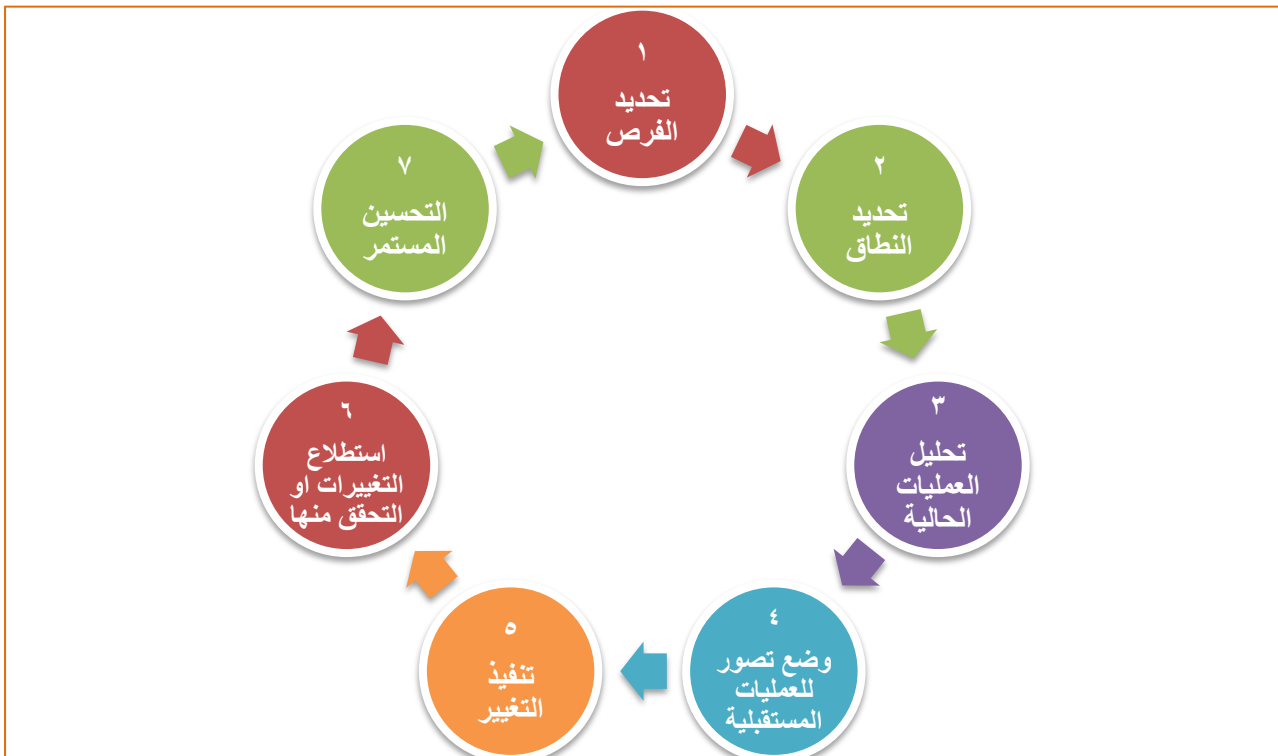 ١
تحديد
الفرص
٢
تحديد
النطاق
٣
تحليل
العمليات
الحالية
٤
وضع تصور
للعمليات
المستقبلية
٥
تنفيذ
التغيير
٦
استطلاع
التغييرات او
التحقق منها
٧
التحسين
المستمر